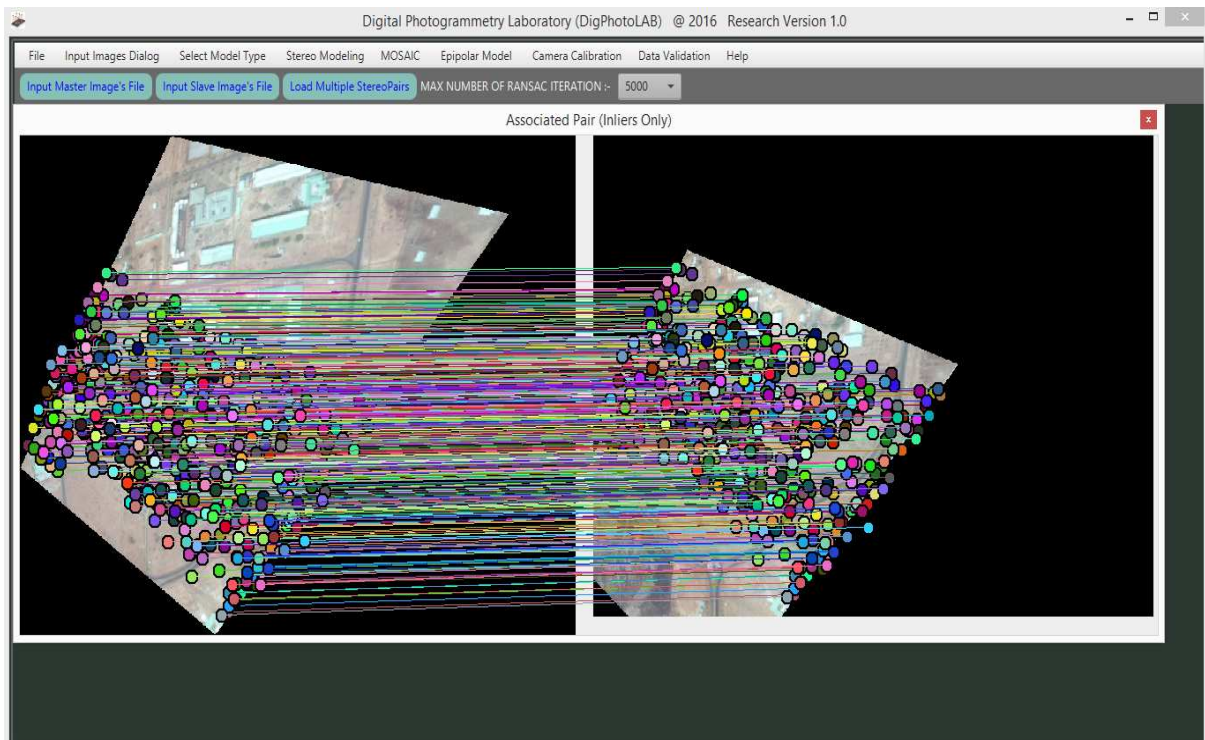 Digital Photogrammetry Laboratory (DigPhotoLAB) @ 2016 Research Version 1.0
File Input Images Dialog Select Model Type Stereo Modeling MOSAIC Epipolar Model Camera Calibration Data Validation Help
Input Master Image's File Input Slave Image's File Load Multiple StereoPairs MAX NUMBER OF RANSAC ITERATION :- 5000
Associated Pair (Inliers Only)